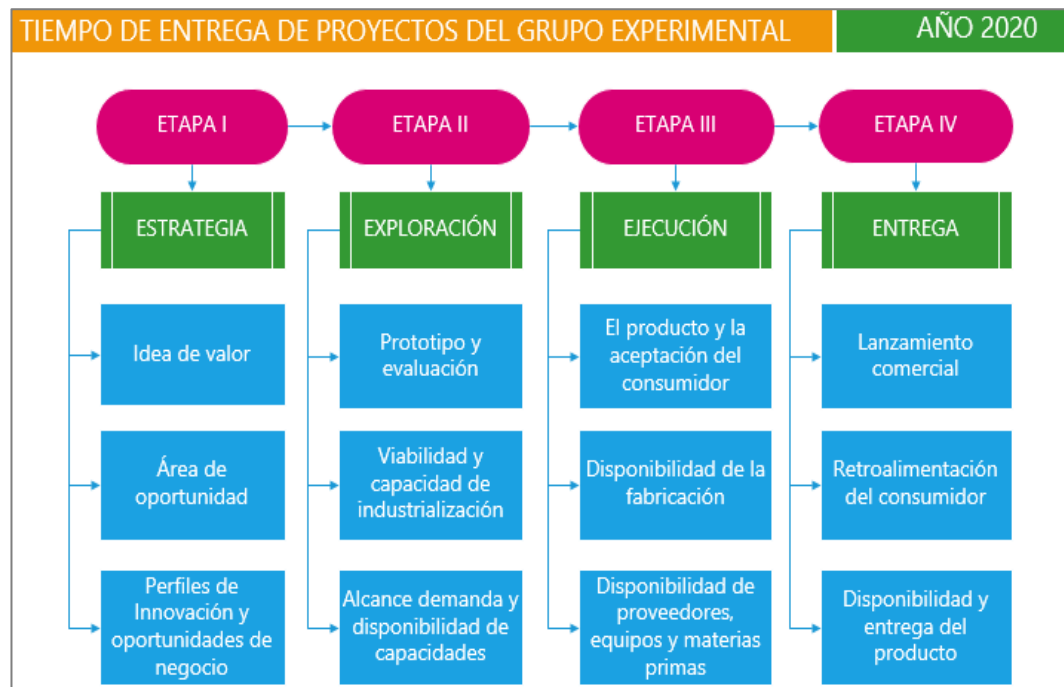 TIEMPO DE ENTREGA DE PROYECTOS DEL GRUPO EXPERIMENTAL
AÑO 2020
ETAPA I
ETAPA II
ETAPA III
ETAPA IV
ESTRATEGIA
EXPLORACIÓN
EJECUCIÓN
ENTREGA
Idea de valor
Prototipo y
evaluación
El producto y la
aceptación del
consumidor
Lanzamiento
comercial
Área de
oportunidad
Viabilidad y
capacidad de
industrialización
Disponibilidad de la
fabricación
Retroalimentación
del consumidor
Perfiles de
Innovación y
oportunidades de
negocio
Alcance demanda y
disponibilidad de
capacidades
Disponibilidad de
proveedores,
equipos y materias
primas
Disponibilidad y
entrega del
producto